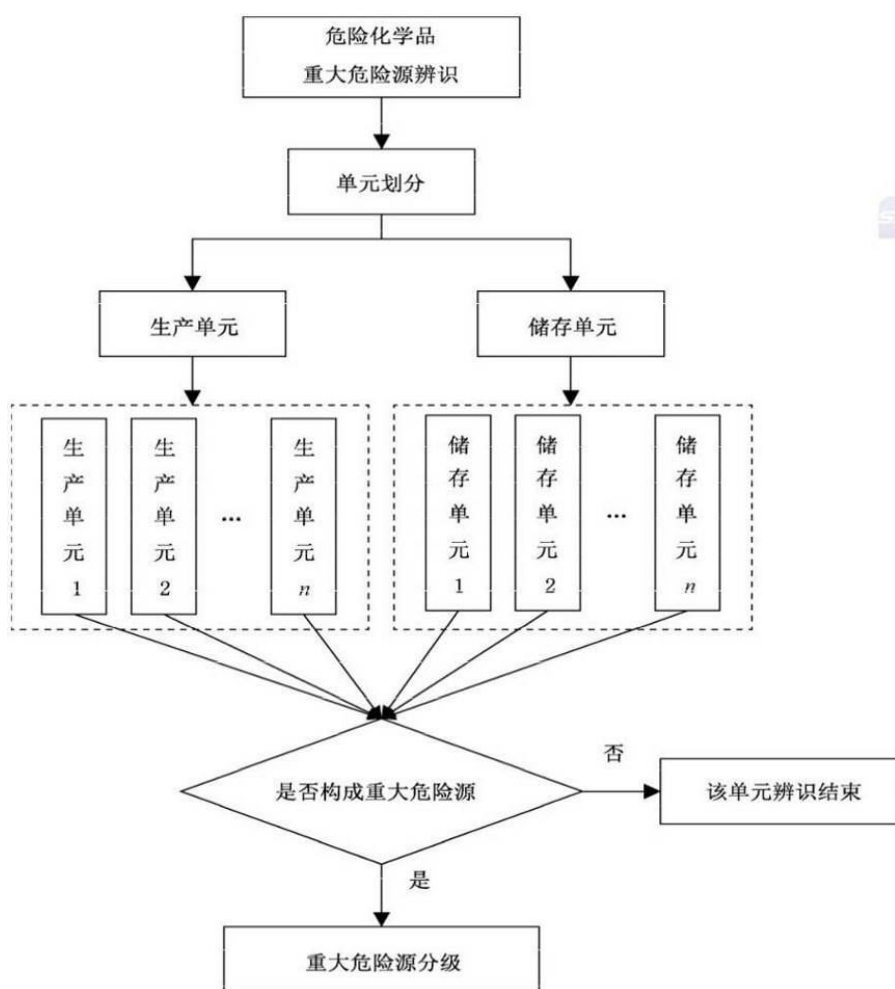 危险化学品
重大危险源辨识
单元划分
生产单元
储存单元
生产单元1
生产单元2
...
生产单元n
储存单元1
储存单元2
...
储存单元n
是否构成重大危险源
否
该单元辨识结束
是
重大危险源分级